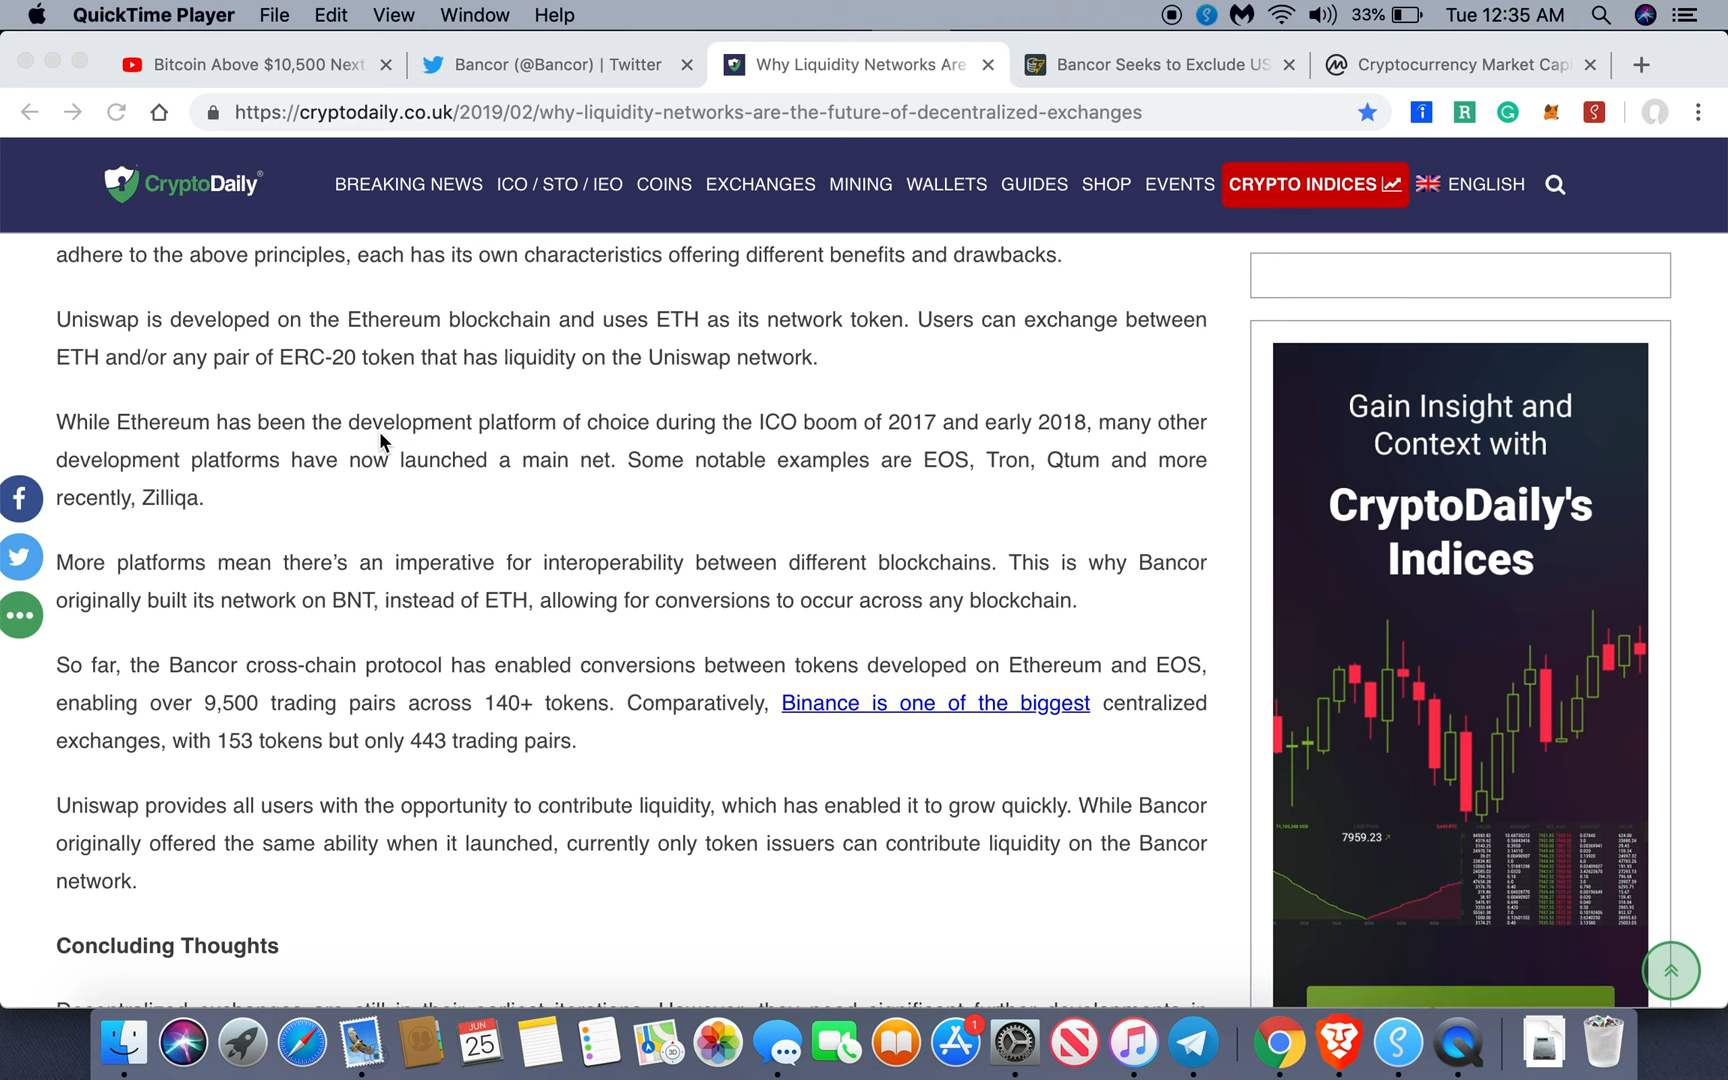 QuickTime Player File Edit View Window Help 33% Tue 12:35 AM
Bitcoin Above $10,500 Next Bancor (@Bancor) | Twitter Why Liquidity Networks Are Bancor Seeks to Exclude US Cryptocurrency Market Capi
https://cryptodaily.co.uk/2019/02/why-liquidity-networks-are-the-future-of-decentralized-exchanges
CryptoDaily BREAKING NEWS ICO / STO / IEO COINS EXCHANGES MINING WALLETS GUIDES SHOP EVENTS CRYPTO INDICES ENGLISH
adhere to the above principles, each has its own characteristics offering different benefits and drawbacks.
Uniswap is developed on the Ethereum blockchain and uses ETH as its network token. Users can exchange between
ETH and/or any pair of ERC-20 token that has liquidity on the Uniswap network.
While Ethereum has been the development platform of choice during the ICO boom of 2017 and early 2018, many other
development platforms have now launched a main net. Some notable examples are EOS, Tron, Qtum and more
recently, Zilliqa.
More platforms mean there's an imperative for interoperability between different blockchains. This is why Bancor
originally built its network on BNT, instead of ETH, allowing for conversions to occur across any blockchain.
So far, the Bancor cross-chain protocol has enabled conversions between tokens developed on Ethereum and EOS,
enabling over 9,500 trading pairs across 140+ tokens. Comparatively, Binance is one of the biggest centralized
exchanges, with 153 tokens but only 443 trading pairs.
Uniswap provides all users with the opportunity to contribute liquidity, which has enabled it to grow quickly. While Bancor
originally offered the same ability when it launched, currently only token issuers can contribute liquidity on the Bancor
network.
Concluding Thoughts
Gain Insight and
Context with
CryptoDaily's
Indices
7959.23
JUN
25
3D
1